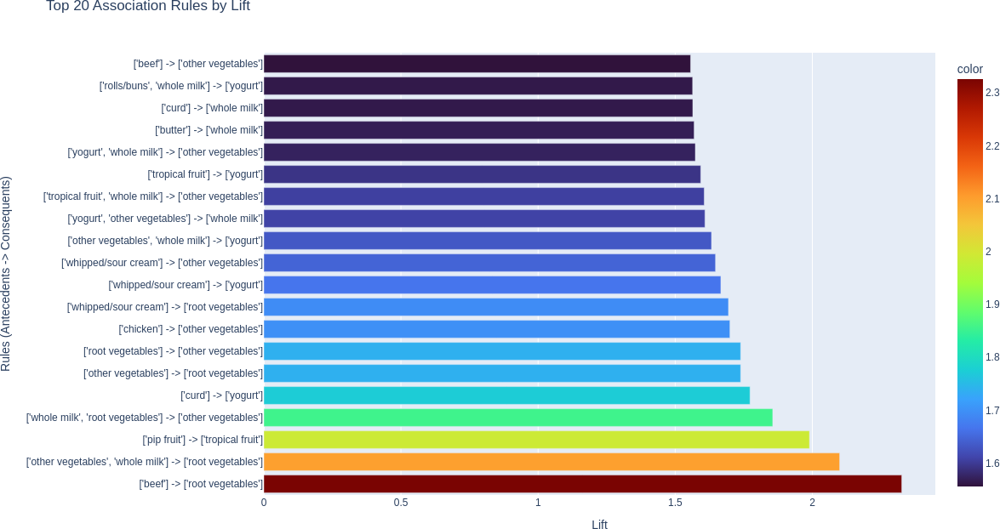 Top 20 Association Rules by Lift
Rules (Antecedents -> Consequents)
['beef'] -> ['other vegetables']
['rolls/buns', 'whole milk'] -> ['yogurt']
['curd'] -> ['whole milk']
['butter'] -> ['whole milk']
['yogurt', 'whole milk'] -> ['other vegetables']
['tropical fruit'] -> ['yogurt']
['tropical fruit', 'whole milk'] -> ['other vegetables']
['yogurt', 'other vegetables'] -> ['whole milk']
['other vegetables', 'whole milk'] -> ['yogurt']
['whipped/sour cream'] -> ['other vegetables']
['whipped/sour cream'] -> ['yogurt']
['whipped/sour cream'] -> ['root vegetables']
['chicken'] -> ['other vegetables']
['root vegetables'] -> ['other vegetables']
['other vegetables'] -> ['root vegetables']
['curd'] -> ['yogurt']
['whole milk', 'root vegetables'] -> ['other vegetables']
['pip fruit'] -> ['tropical fruit']
['other vegetables', 'whole milk'] -> ['root vegetables']
['beef'] -> ['root vegetables']
0 0.5 1 1.5 2
Lift
color
2.3
2.2
2.1
2
1.9
1.8
1.7
1.6